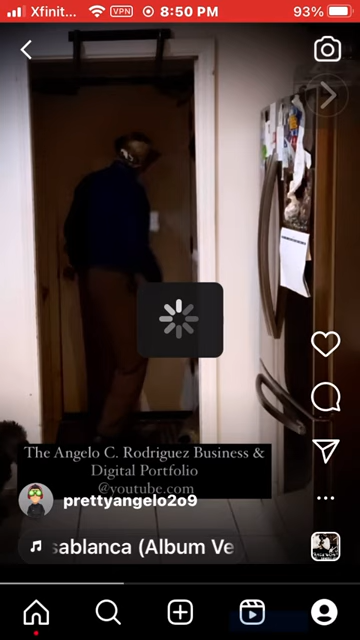 Xfinit...
VPN
8:50 PM
93%
The Angelo C. Rodriguez Business &
Digital Portfolio
@youtube.com
prettyangelo2o9
sablanca (Album Ve